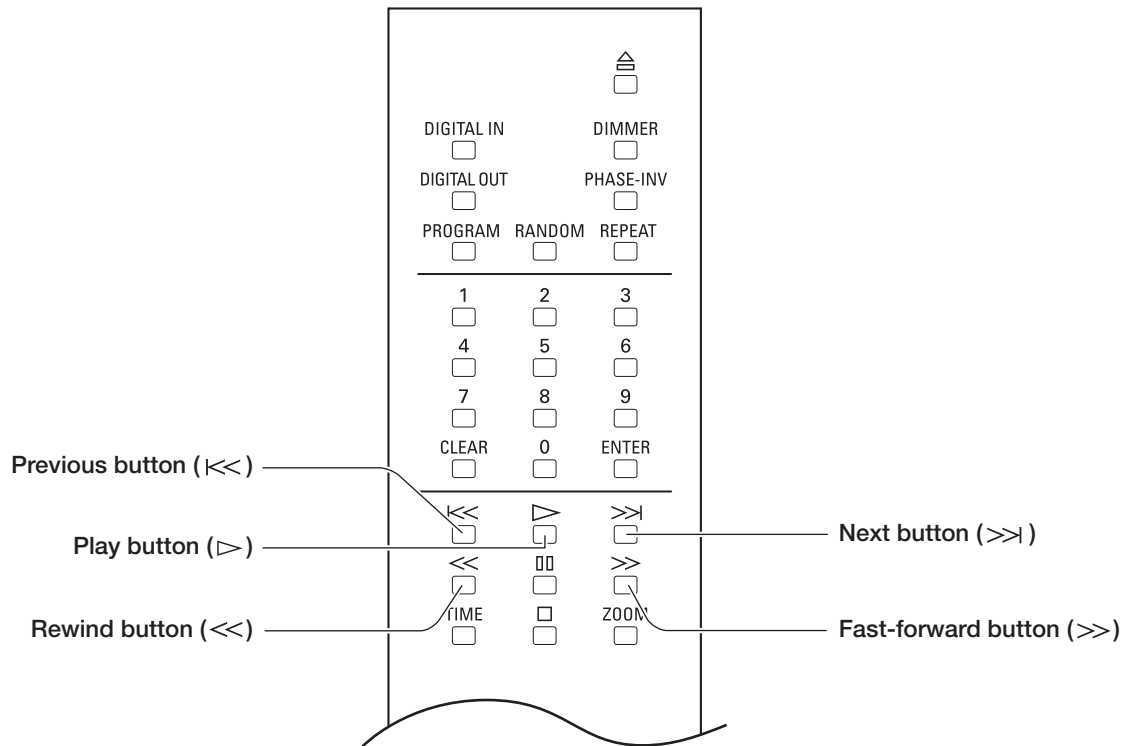 DIGITAL IN DIMMER
DIGITAL OUT PHASE-INV
PROGRAM RANDOM REPEAT
1 2 3
4 5 6
7 8 9
CLEAR 0 ENTER
Previous button (|<<)
Next button (>>|)
Play button (▷)
TIME ZOOM
Rewind button (<<)
Fast-forward button (>>)